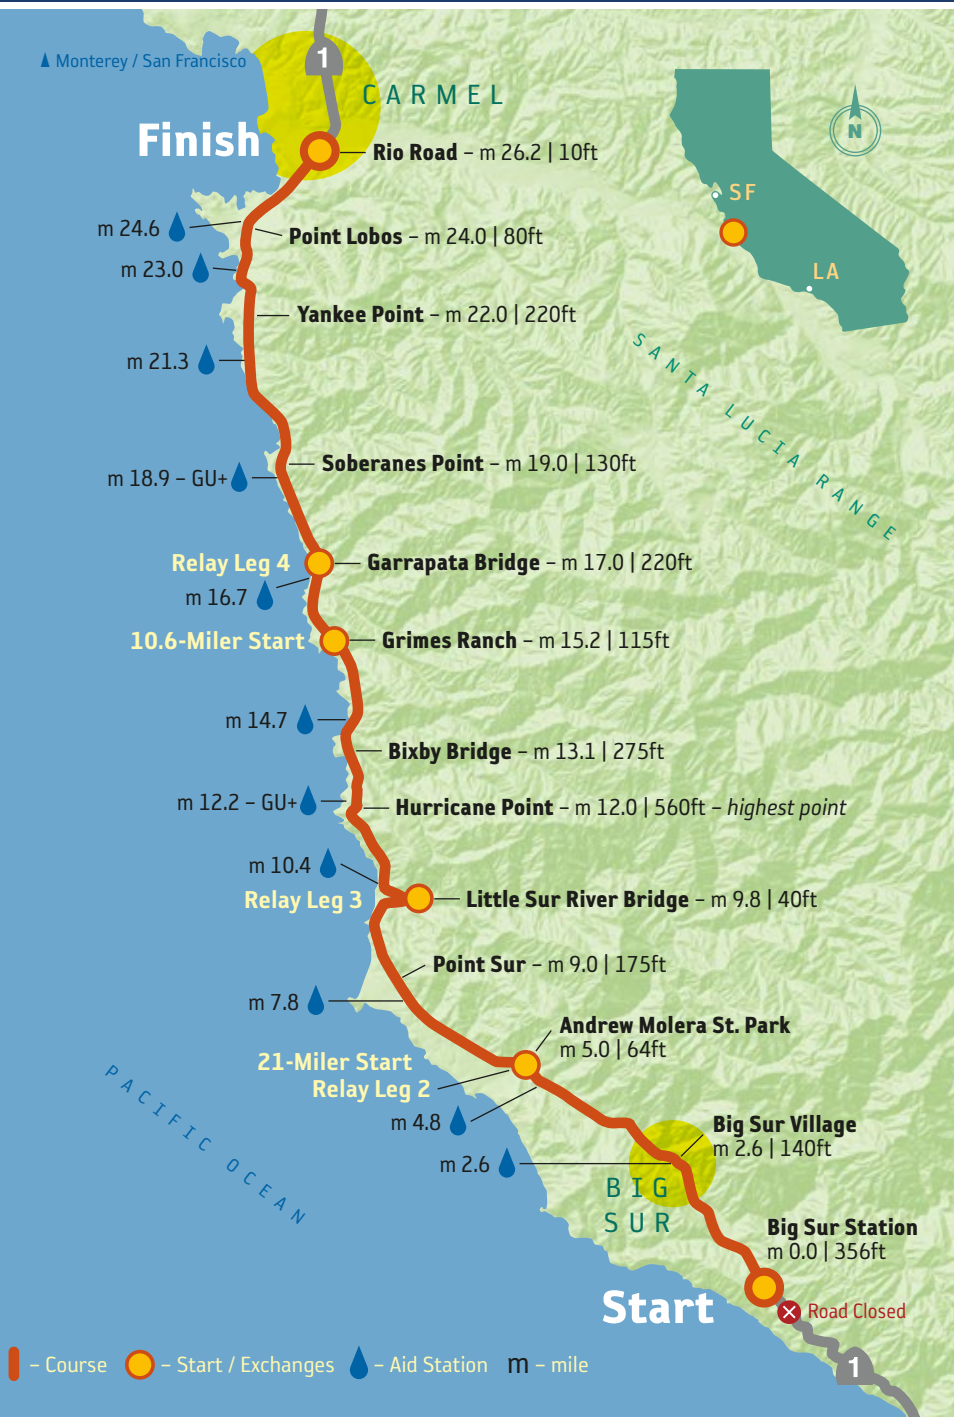 1
Monterey / San Francisco
CARMEL
Finish
N
Rio Road – m 26.2 | 10ft
SF
m 24.6
Point Lobos – m 24.0 | 80ft
m 23.0
LA
Yankee Point – m 22.0 | 220ft
m 21.3
SANTA LUCIA RANGE
Soberanes Point – m 19.0 | 130ft
m 18.9 – GU+
Relay Leg 4
Garrapata Bridge – m 17.0 | 220ft
m 16.7
10.6-Miler Start
Grimes Ranch – m 15.2 | 115ft
m 14.7
Bixby Bridge – m 13.1 | 275ft
m 12.2 – GU+
Hurricane Point – m 12.0 | 560ft – highest point
m 10.4
Relay Leg 3
Little Sur River Bridge – m 9.8 | 40ft
Point Sur – m 9.0 | 175ft
m 7.8
Andrew Molera St. Park
m 5.0 | 64ft
21-Miler Start
Relay Leg 2
PACIFIC OCEAN
m 4.8
Big Sur Village
m 2.6 | 140ft
m 2.6
BIG
SUR
Big Sur Station
m 0.0 | 356ft
Start
Road Closed
– Course
– Start / Exchanges
– Aid Station
m – mile
1